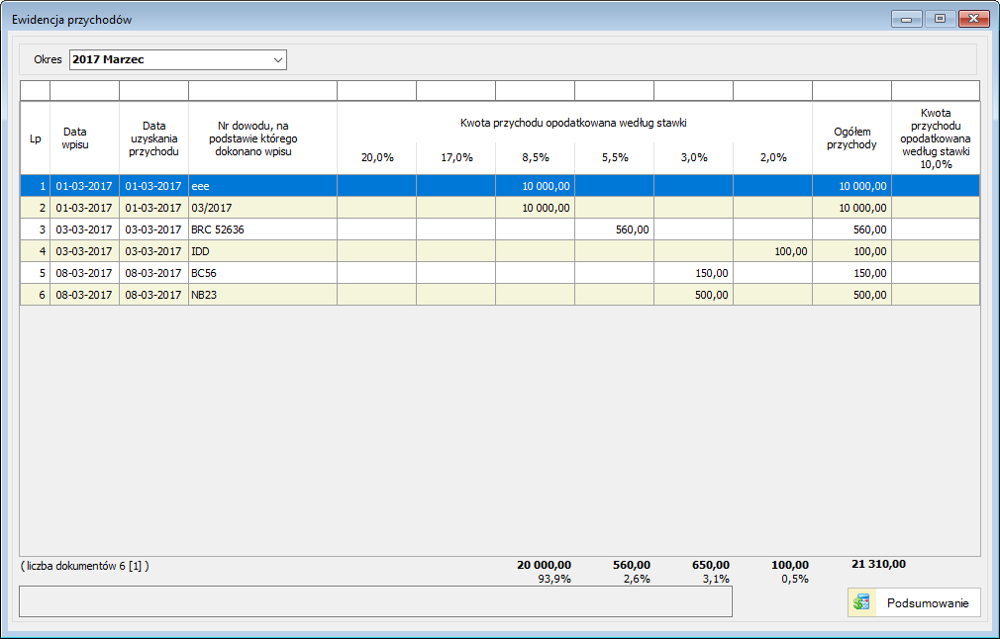 Ewidencja przychodów
Okres 2017 Marzec
Lp
Data
wpisu
Data
uzyskania
przychodu
Nr dowodu, na
podstawie którego
dokonano wpisu
Kwota przychodu opodatkowana według stawki
20,0% 17,0% 8,5% 5,5% 3,0% 2,0%
Ogółem
przychody
Kwota
przychodu
opodatkowana
według stawki
10,0%
1 01-03-2017 01-03-2017 eee 10 000,00 10 000,00
2 01-03-2017 01-03-2017 03/2017 10 000,00 10 000,00
3 03-03-2017 03-03-2017 BRC 52636 560,00 560,00
4 03-03-2017 03-03-2017 IDD 100,00 100,00
5 08-03-2017 08-03-2017 BC56 150,00 150,00
6 08-03-2017 08-03-2017 NB23 500,00 500,00
( liczba dokumentów 6 [1] ) 20 000,00 560,00 650,00 100,00 21 310,00
93,9% 2,6% 3,1% 0,5%
Podsumowanie